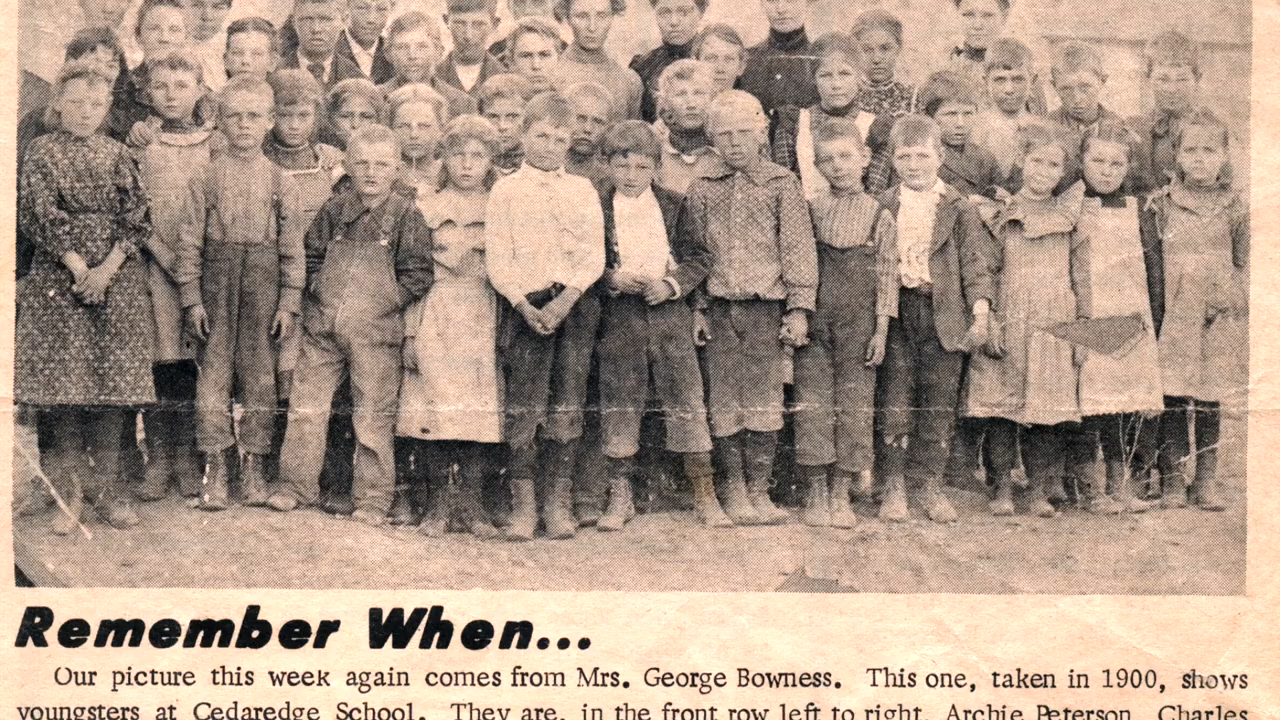 Remember When...
Our picture this week again comes from Mrs. George Bowness. This one, taken in 1900, shows
youngsters at Cedaredge School. They are, in the front row left to right, Archie Peterson, Charles